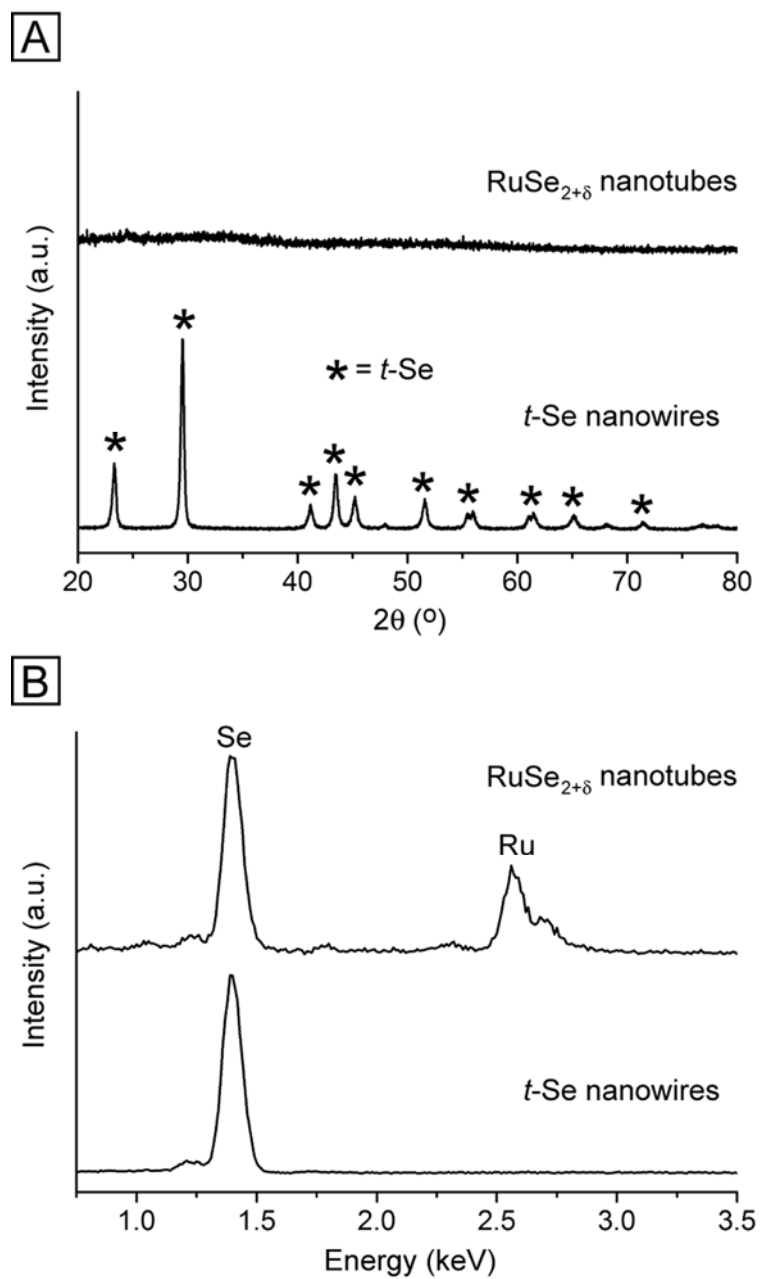 A
RuSe2+δ nanotubes
* = t-Se
t-Se nanowires
* * * * * * * * * *
Intensity (a.u.)
20 30 40 50 60 70 80
2θ (º)
B
Se
RuSe2+δ nanotubes
Ru
t-Se nanowires
Intensity (a.u.)
1.0 1.5 2.0 2.5 3.0 3.5
Energy (keV)